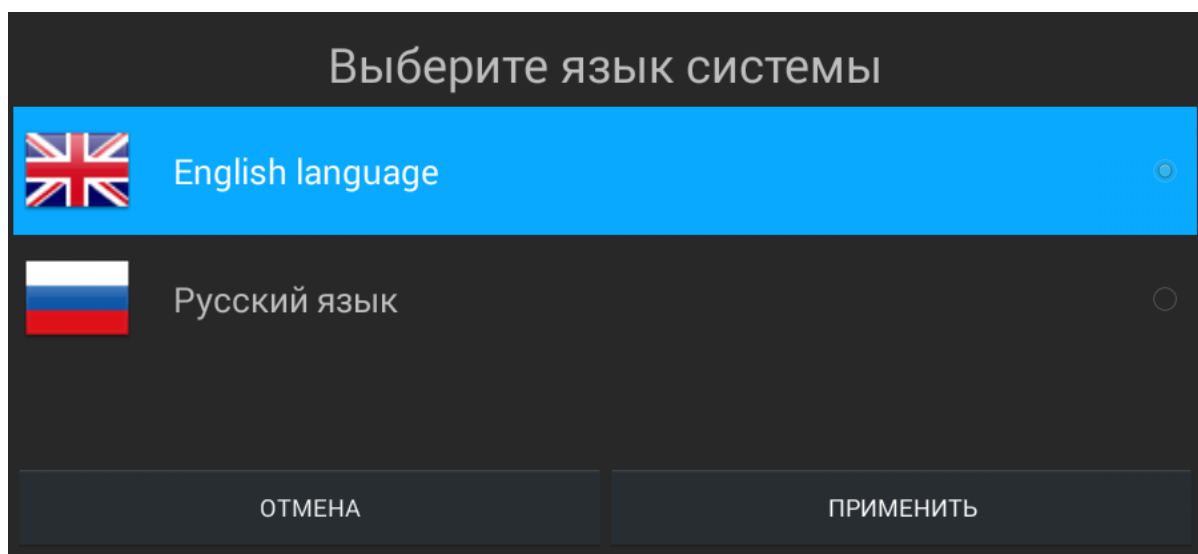 Выберите язык системы
English language
Русский язык
ОТМЕНА
ПРИМЕНИТЬ